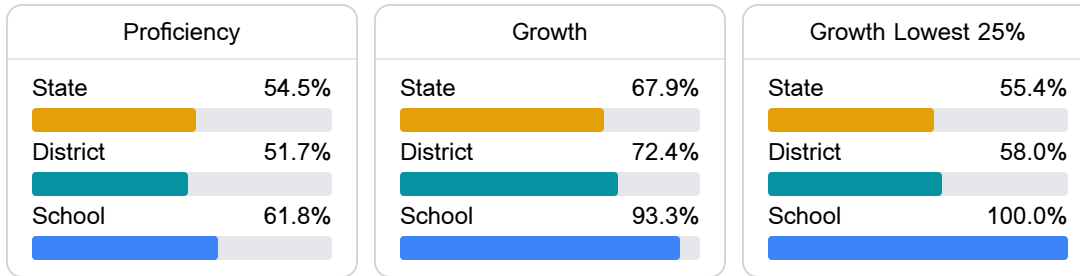 Proficiency
State 54.5%
District 51.7%
School 61.8%
Growth
State 67.9%
District 72.4%
School 93.3%
Growth Lowest 25%
State 55.4%
District 58.0%
School 100.0%